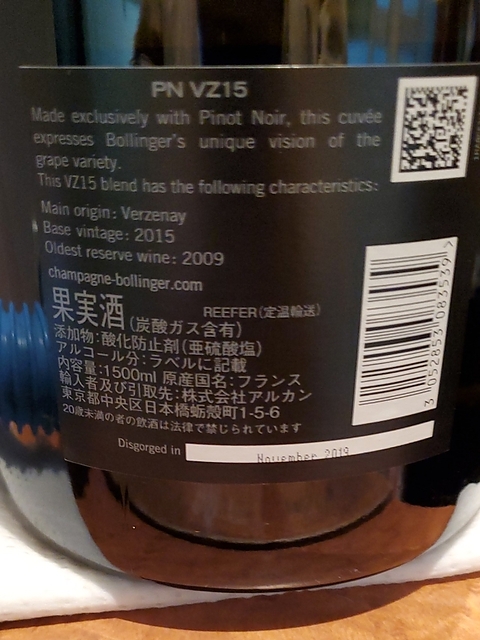 PN VZ15
Made exclusively with Pinot Noir, this cuvée
expresses Bollinger's unique vision of the
grape variety.
This VZ15 blend has the following characteristics:
Main origin: Verzenay
Base vintage: 2015
Oldest reserve wine: 2009
champagne-bollinger.com
果実酒(炭酸ガス含有) REEFER(定温輸送)
添加物:酸化防止剤(亜硫酸塩)
アルコール分:ラベルに記載
内容量:1500ml 原産国名:フランス
輸入者及び引取先:株式会社アルカン
東京都中央区日本橋蛎殻町1-5-6
20歳未満の者の飲酒は法律で禁じられています
Disgorged in November 2019
3 052853 083539 >